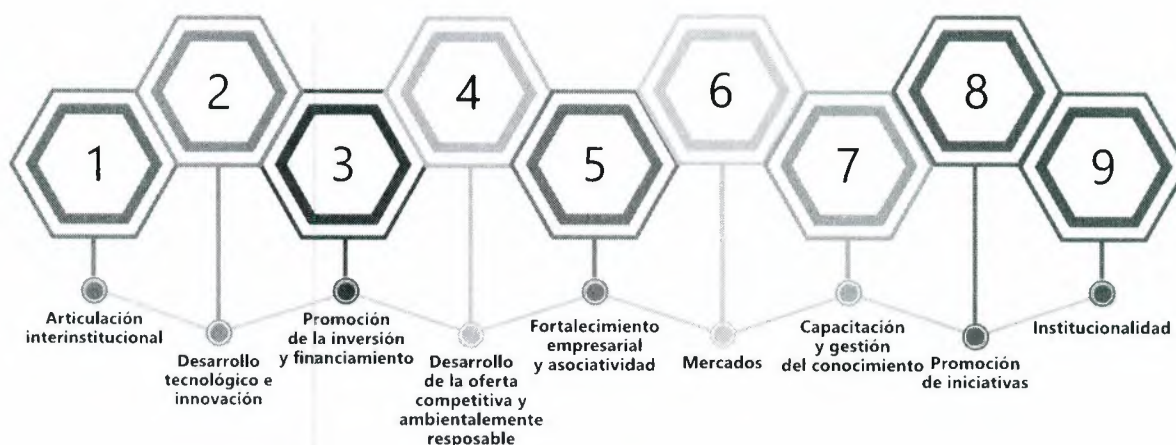 1
Articulación
interinstitucional
2
Desarrollo
tecnológico e
innovación
3
Promoción
de la inversión
y financiamiento
4
Desarrollo
de la oferta
competitiva y
ambientalemente
resposable
5
Fortalecimiento
empresarial
y asociatividad
6
Mercados
7
Capacitación
y gestión
del conocimiento
8
Promoción
de iniciativas
9
Institucionalidad